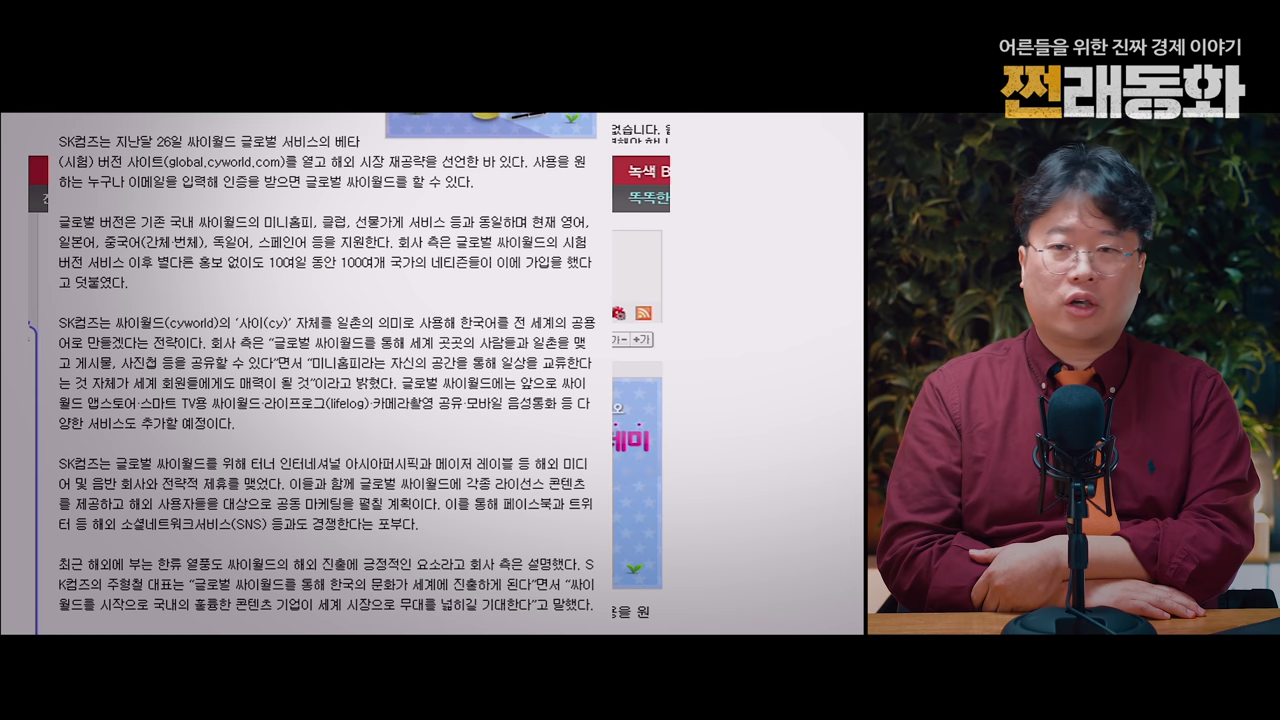 어른들을 위한 진짜 경제 이야기
쩐래동화
SK컴즈는 지난달 26일 싸이월드 글로벌 서비스의 베타
(시험) 버전 사이트(global.cyworld.com)를 열고 해외 시장 재공략을 선언한 바 있다. 사용을 원
하는 누구나 이메일을 입력해 인증을 받으면 글로벌 싸이월드를 할 수 있다.
글로벌 버전은 기존 국내 싸이월드의 미니홈피, 클럽, 선물가게 서비스 등과 동일하며 현재 영어,
일본어, 중국어(간체·번체), 독일어, 스페인어 등을 지원한다. 회사 측은 글로벌 싸이월드의 시험
버전 서비스 이후 별다른 홍보 없이도 10여일 동안 100여개 국가의 네티즌들이 이에 가입을 했다
고 덧붙였다.
SK컴즈는 싸이월드(cyworld)의 ‘사이(cy)’ 자체를 일촌의 의미로 사용해 한국어를 전 세계의 공용
어로 만들겠다는 전략이다. 회사 측은 “글로벌 싸이월드를 통해 세계 곳곳의 사람들과 일촌을 맺
고 게시물, 사진첩 등을 공유할 수 있다”면서 “미니홈피라는 자신의 공간을 통해 일상을 교류한다
는 것 자체가 세계 회원들에게도 매력이 될 것”이라고 밝혔다. 글로벌 싸이월드에는 앞으로 싸이
월드 앱스토어·스마트 TV용 싸이월드·라이프로그(lifelog)·카메라촬영 공유·모바일 음성통화 등 다
양한 서비스도 추가할 예정이다.
SK컴즈는 글로벌 싸이월드를 위해 터너 인터네셔널 아시아퍼시픽과 메이저 레이블 등 해외 미디
어 및 음반 회사와 전략적 제휴를 맺었다. 이들과 함께 글로벌 싸이월드에 각종 라이선스 콘텐츠
를 제공하고 해외 사용자들을 대상으로 공동 마케팅을 펼칠 계획이다. 이를 통해 페이스북과 트위
터 등 해외 소셜네트워크서비스(SNS) 등과도 경쟁한다는 포부다.
최근 해외에 부는 한류 열풍도 싸이월드의 해외 진출에 긍정적인 요소라고 회사 측은 설명했다. S
K컴즈의 주형철 대표는 “글로벌 싸이월드를 통해 한국의 문화가 세계에 진출하게 된다”면서 “싸이
월드를 시작으로 국내의 훌륭한 콘텐츠 기업이 세계 시장으로 무대를 넓히길 기대한다”고 말했다.
없습니다.
녹색 B
똑똑한
가- +가
오
세미
용을 원